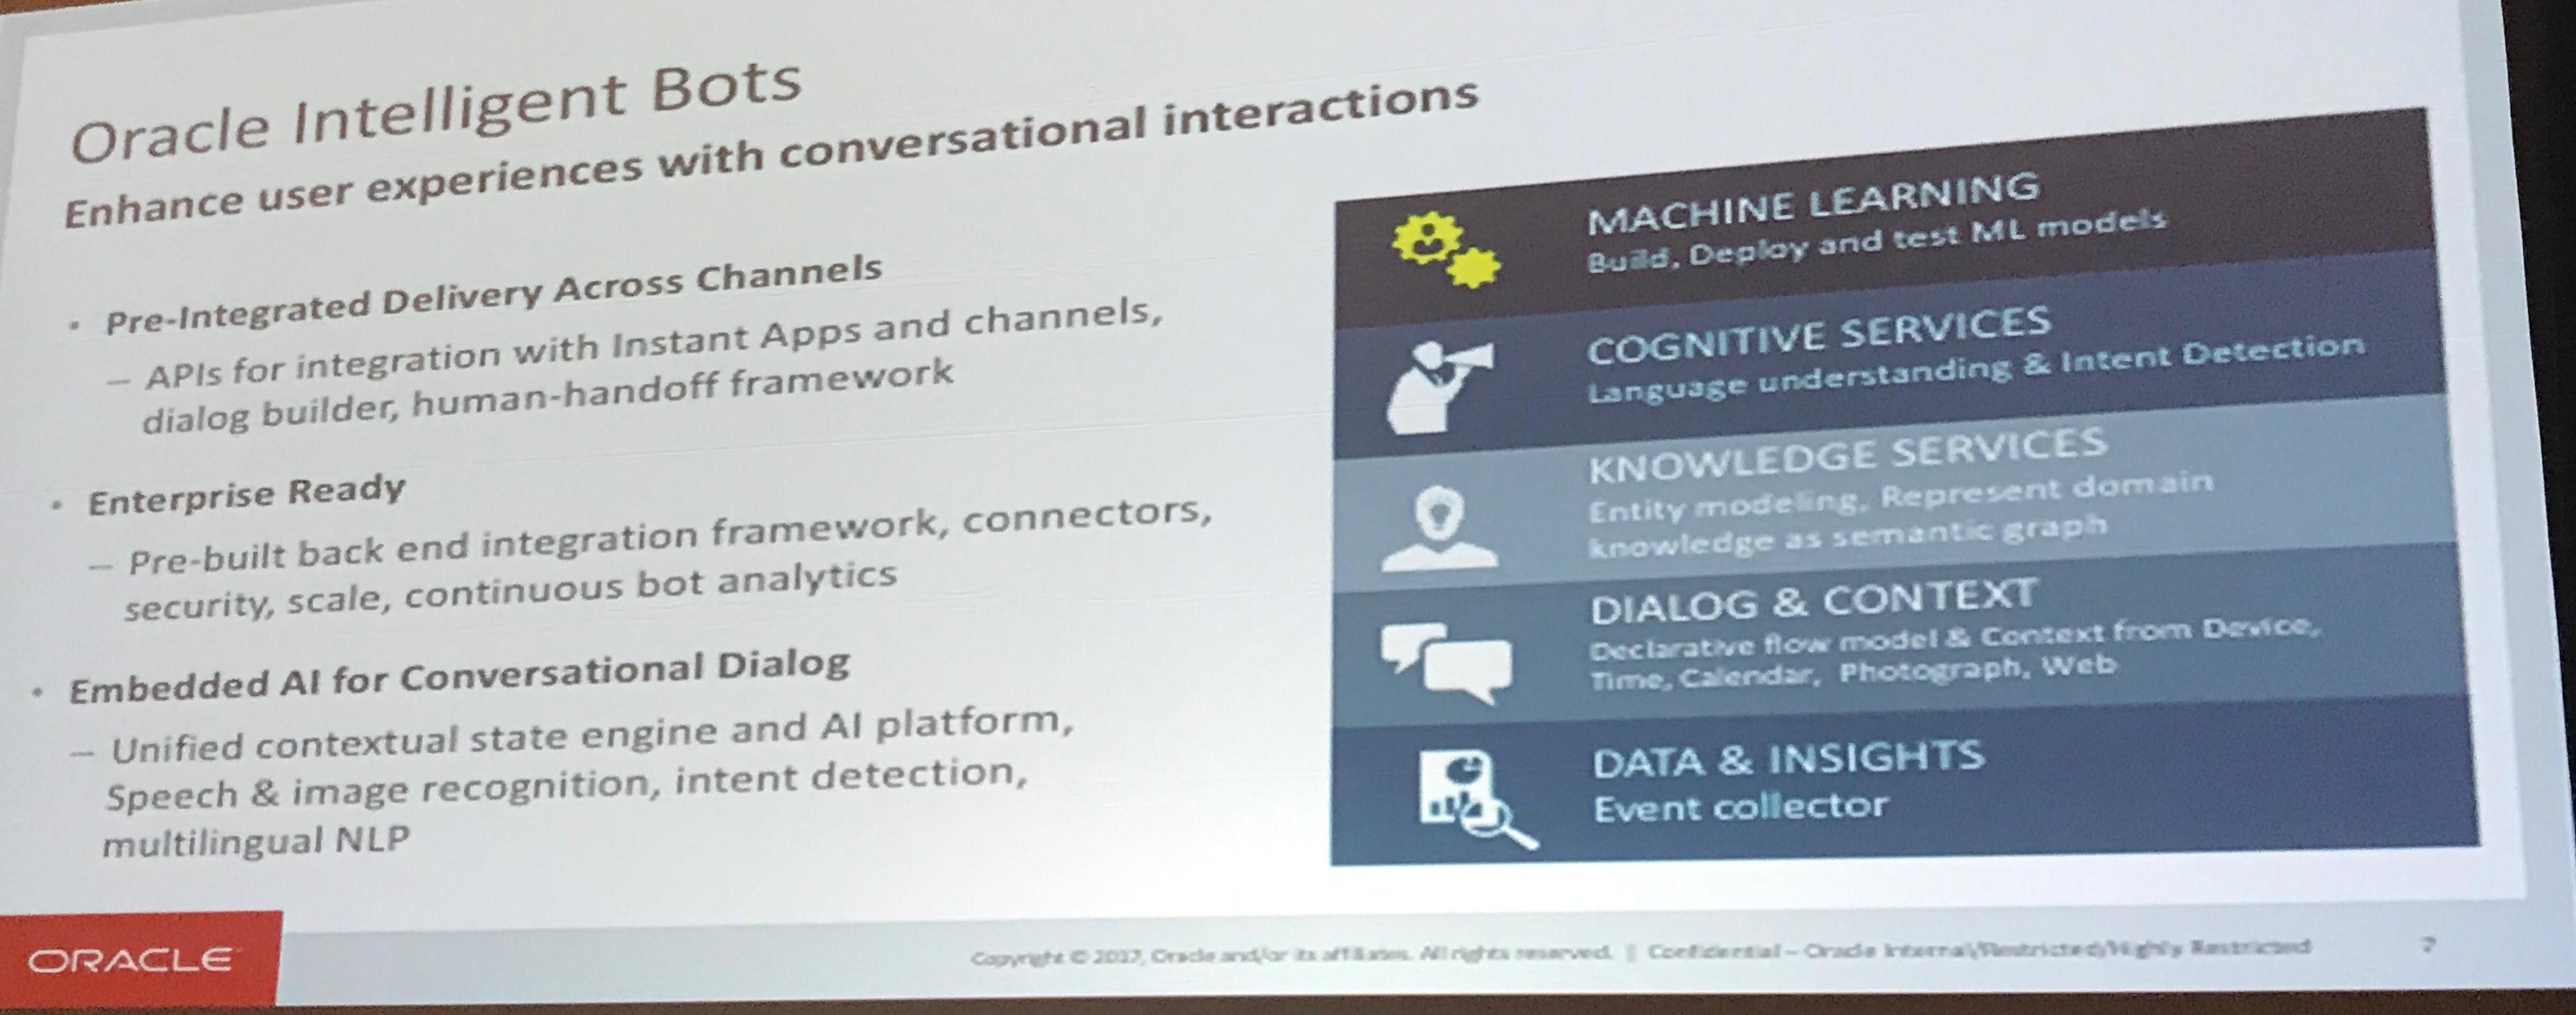 Oracle Intelligent Bots
Enhance user experiences with conversational interactions
• Pre-Integrated Delivery Across Channels
– APIs for integration with Instant Apps and channels,
dialog builder, human-handoff framework
• Enterprise Ready
– Pre-built back end integration framework, connectors,
security, scale, continuous bot analytics
• Embedded AI for Conversational Dialog
– Unified contextual state engine and AI platform,
Speech & image recognition, intent detection,
multilingual NLP
MACHINE LEARNING
Build, Deploy and test ML models
COGNITIVE SERVICES
Language understanding & Intent Detection
KNOWLEDGE SERVICES
Entity modeling, Represent domain
knowledge as semantic graph
DIALOG & CONTEXT
Declarative flow model & Context from Device,
Time, Calendar, Photograph, Web
DATA & INSIGHTS
Event collector
ORACLE
Copyright © 2017, Oracle and/or its affiliates. All rights reserved. | Confidential – Oracle Internal/Restricted/Highly Restricted
7